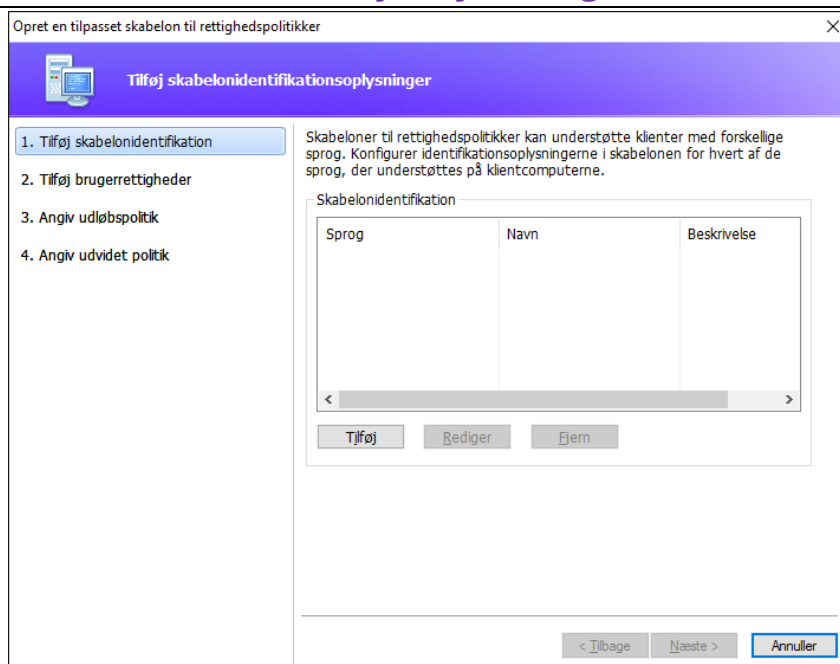 Opret en tilpasset skabelon til rettighedspolitikker
Tilføj skabelonidentifikationsoplysninger
1. Tilføj skabelonidentifikation
2. Tilføj brugerrettigheder
3. Angiv udløbspolitik
4. Angiv udvidet politik
Skabeloner til rettighedspolitikker kan understøtte klienter med forskellige
sprog. Konfigurer identifikationsoplysningerne i skabelonen for hvert af de
sprog, der understøttes på klientcomputerne.
Skabelonidentifikation
Sprog Navn Beskrivelse
Tilføj Rediger Fjern
< Tilbage Næste > Annuller